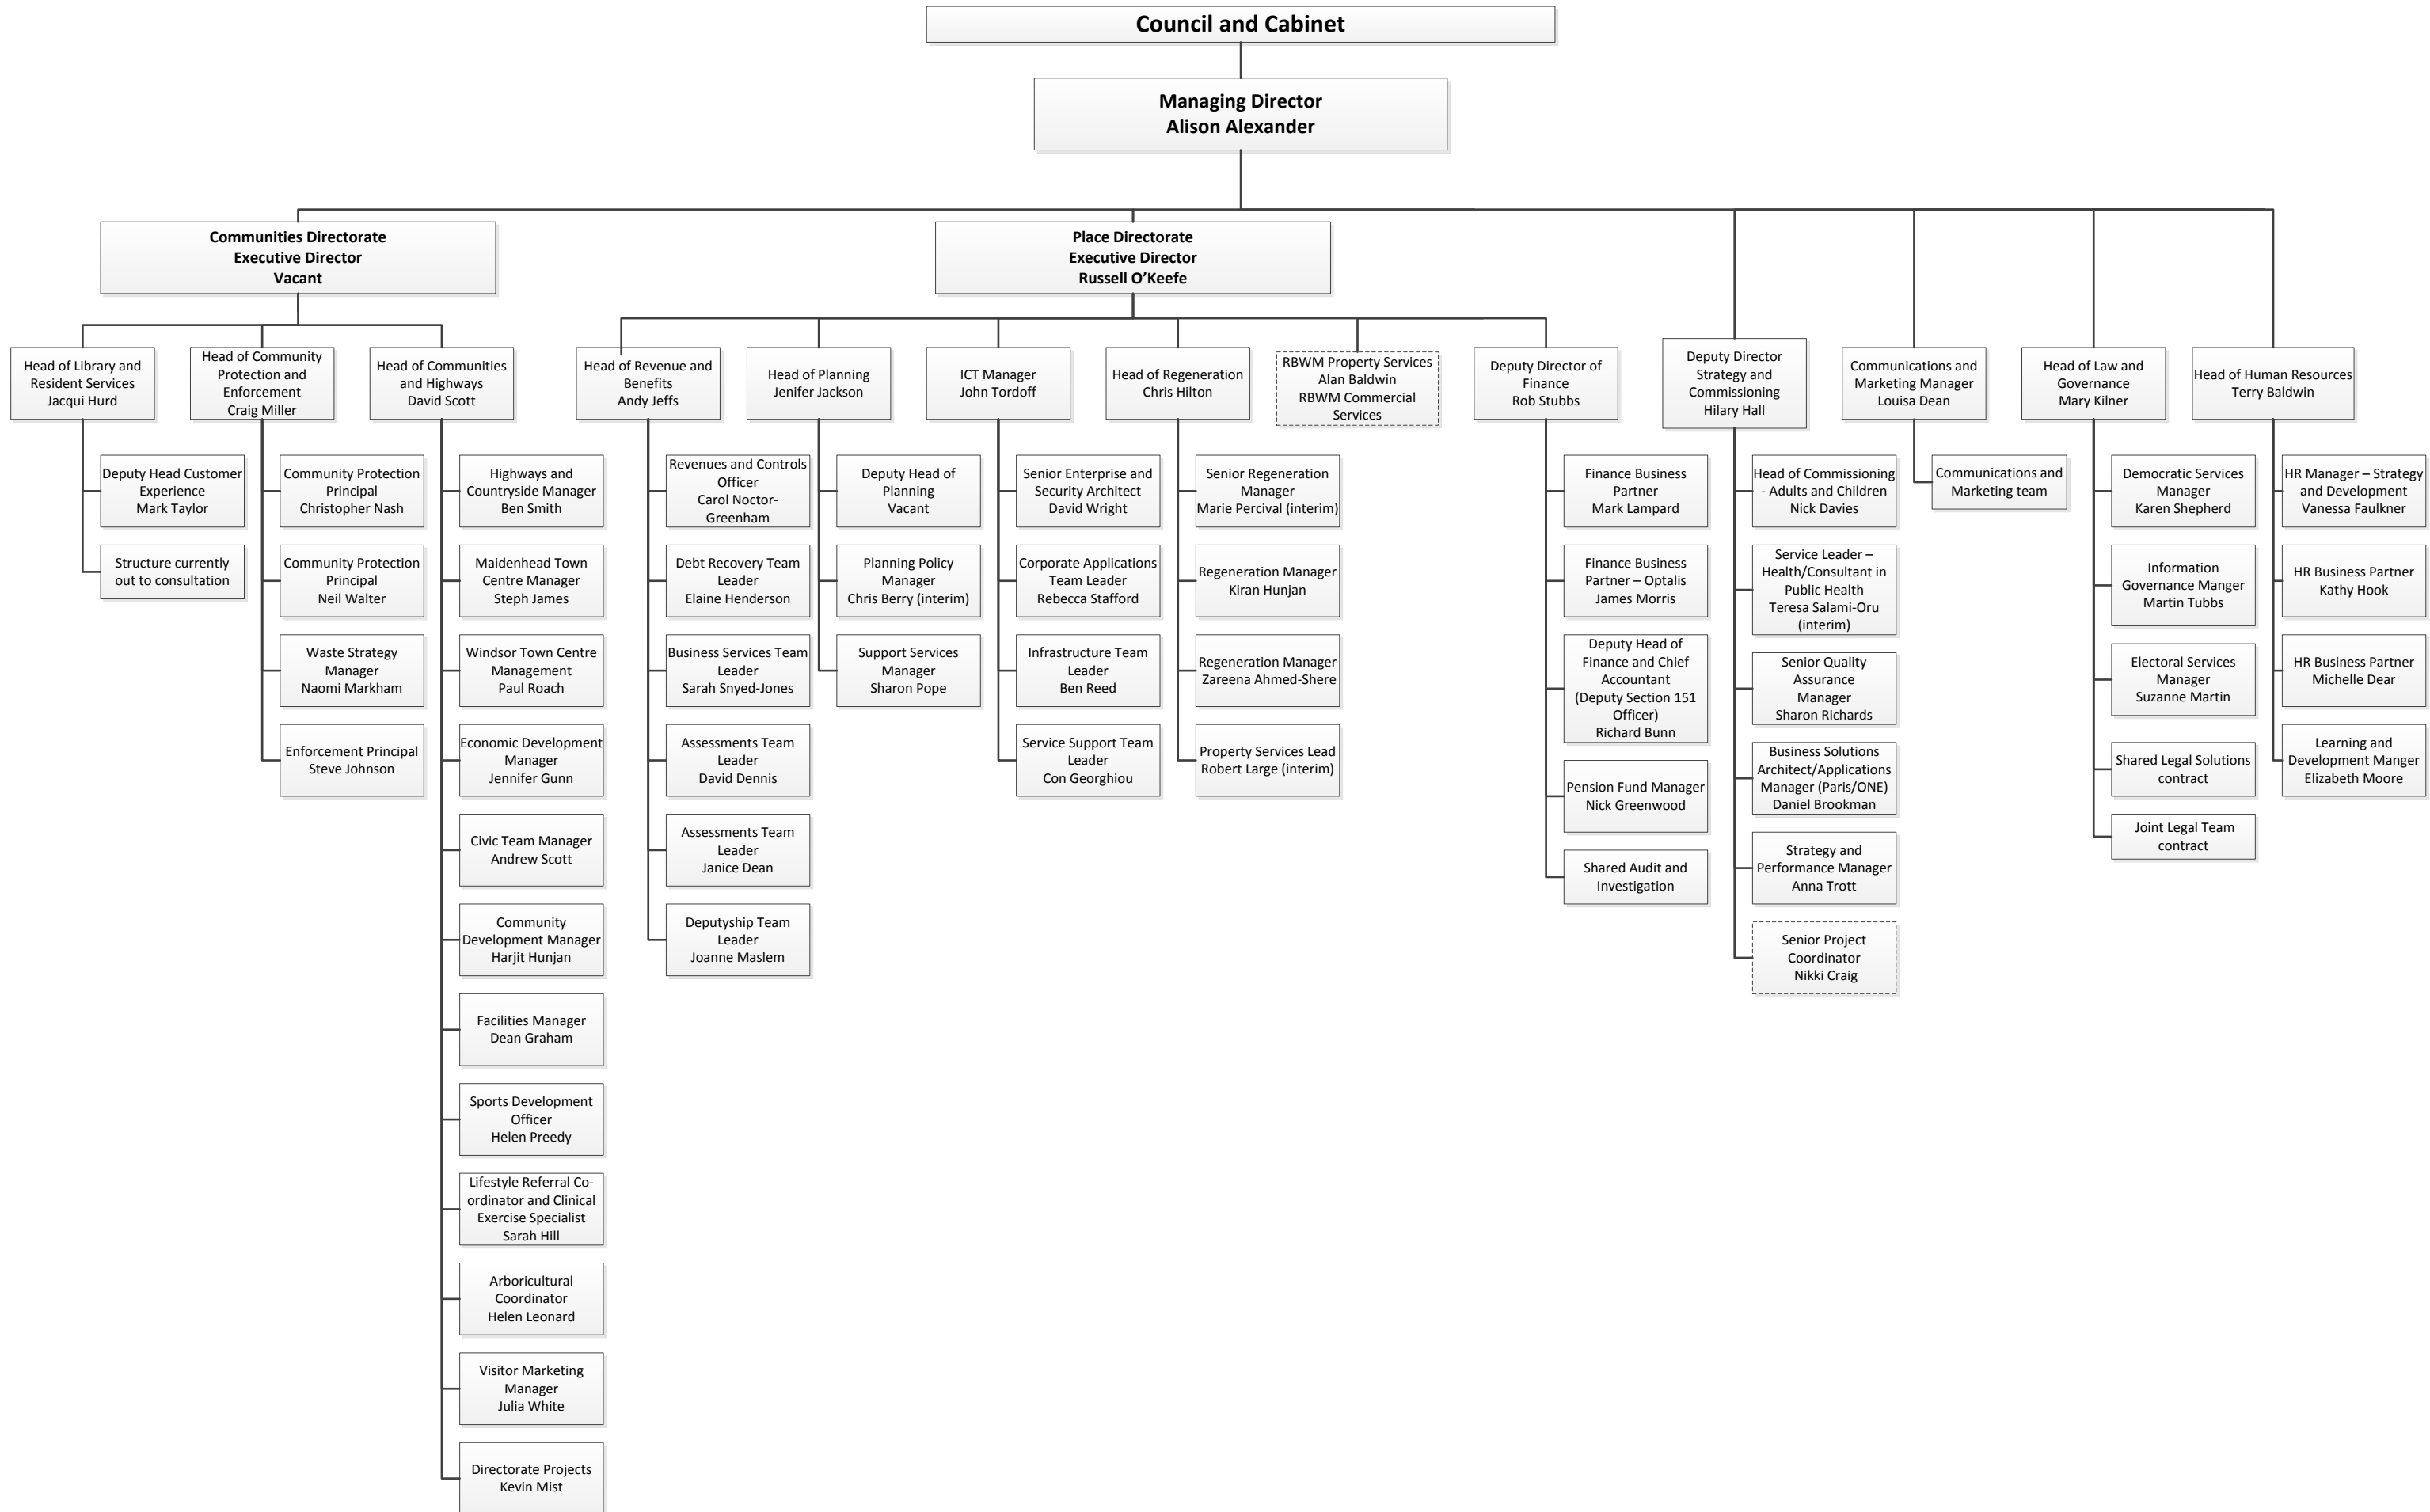 Council and Cabinet
Managing Director
Alison Alexander
Communities Directorate
Executive Director
Vacant
Place Directorate
Executive Director
Russell O’Keefe
Head of Library and
Resident Services
Jacqui Hurd
Head of Community
Protection and
Enforcement
Craig Miller
Head of Communities
and Highways
David Scott
Head of Revenue and
Benefits
Andy Jeffs
Head of Planning
Jenifer Jackson
ICT Manager
John Tordoff
Head of Regeneration
Chris Hilton
RBWM Property Services
Alan Baldwin
RBWM Commercial
Services
Deputy Director of
Finance
Rob Stubbs
Deputy Director
Strategy and
Commissioning
Hilary Hall
Communications and
Marketing Manager
Louisa Dean
Head of Law and
Governance
Mary Kilner
Head of Human Resources
Terry Baldwin
Deputy Head Customer
Experience
Mark Taylor
Structure currently
out to consultation
Community Protection
Principal
Christopher Nash
Community Protection
Principal
Neil Walter
Waste Strategy
Manager
Naomi Markham
Enforcement Principal
Steve Johnson
Highways and
Countryside Manager
Ben Smith
Maidenhead Town
Centre Manager
Steph James
Windsor Town Centre
Management
Paul Roach
Economic Development
Manager
Jennifer Gunn
Civic Team Manager
Andrew Scott
Community
Development Manager
Harjit Hunjan
Facilities Manager
Dean Graham
Sports Development
Officer
Helen Preedy
Lifestyle Referral Co-
ordinator and Clinical
Exercise Specialist
Sarah Hill
Arboricultural
Coordinator
Helen Leonard
Visitor Marketing
Manager
Julia White
Directorate Projects
Kevin Mist
Revenues and Controls
Officer
Carol Noctor-
Greenham
Debt Recovery Team
Leader
Elaine Henderson
Business Services Team
Leader
Sarah Snyed-Jones
Assessments Team
Leader
David Dennis
Assessments Team
Leader
Janice Dean
Deputyship Team
Leader
Joanne Maslem
Deputy Head of
Planning
Vacant
Planning Policy
Manager
Chris Berry (interim)
Support Services
Manager
Sharon Pope
Senior Enterprise and
Security Architect
David Wright
Corporate Applications
Team Leader
Rebecca Stafford
Infrastructure Team
Leader
Ben Reed
Service Support Team
Leader
Con Georghiou
Senior Regeneration
Manager
Marie Percival (interim)
Regeneration Manager
Kiran Hunjan
Regeneration Manager
Zareena Ahmed-Shere
Property Services Lead
Robert Large (interim)
Finance Business
Partner
Mark Lampard
Finance Business
Partner – Optalis
James Morris
Deputy Head of
Finance and Chief
Accountant
(Deputy Section 151
Officer)
Richard Bunn
Pension Fund Manager
Nick Greenwood
Shared Audit and
Investigation
Head of Commissioning
- Adults and Children
Nick Davies
Service Leader –
Health/Consultant in
Public Health
Teresa Salami-Oru
(interim)
Senior Quality
Assurance
Manager
Sharon Richards
Business Solutions
Architect/Applications
Manager (Paris/ONE)
Daniel Brookman
Strategy and
Performance Manager
Anna Trott
Senior Project
Coordinator
Nikki Craig
Communications and
Marketing team
Democratic Services
Manager
Karen Shepherd
Information
Governance Manger
Martin Tubbs
Electoral Services
Manager
Suzanne Martin
Shared Legal Solutions
contract
Joint Legal Team
contract
HR Manager – Strategy
and Development
Vanessa Faulkner
HR Business Partner
Kathy Hook
HR Business Partner
Michelle Dear
Learning and
Development Manger
Elizabeth Moore